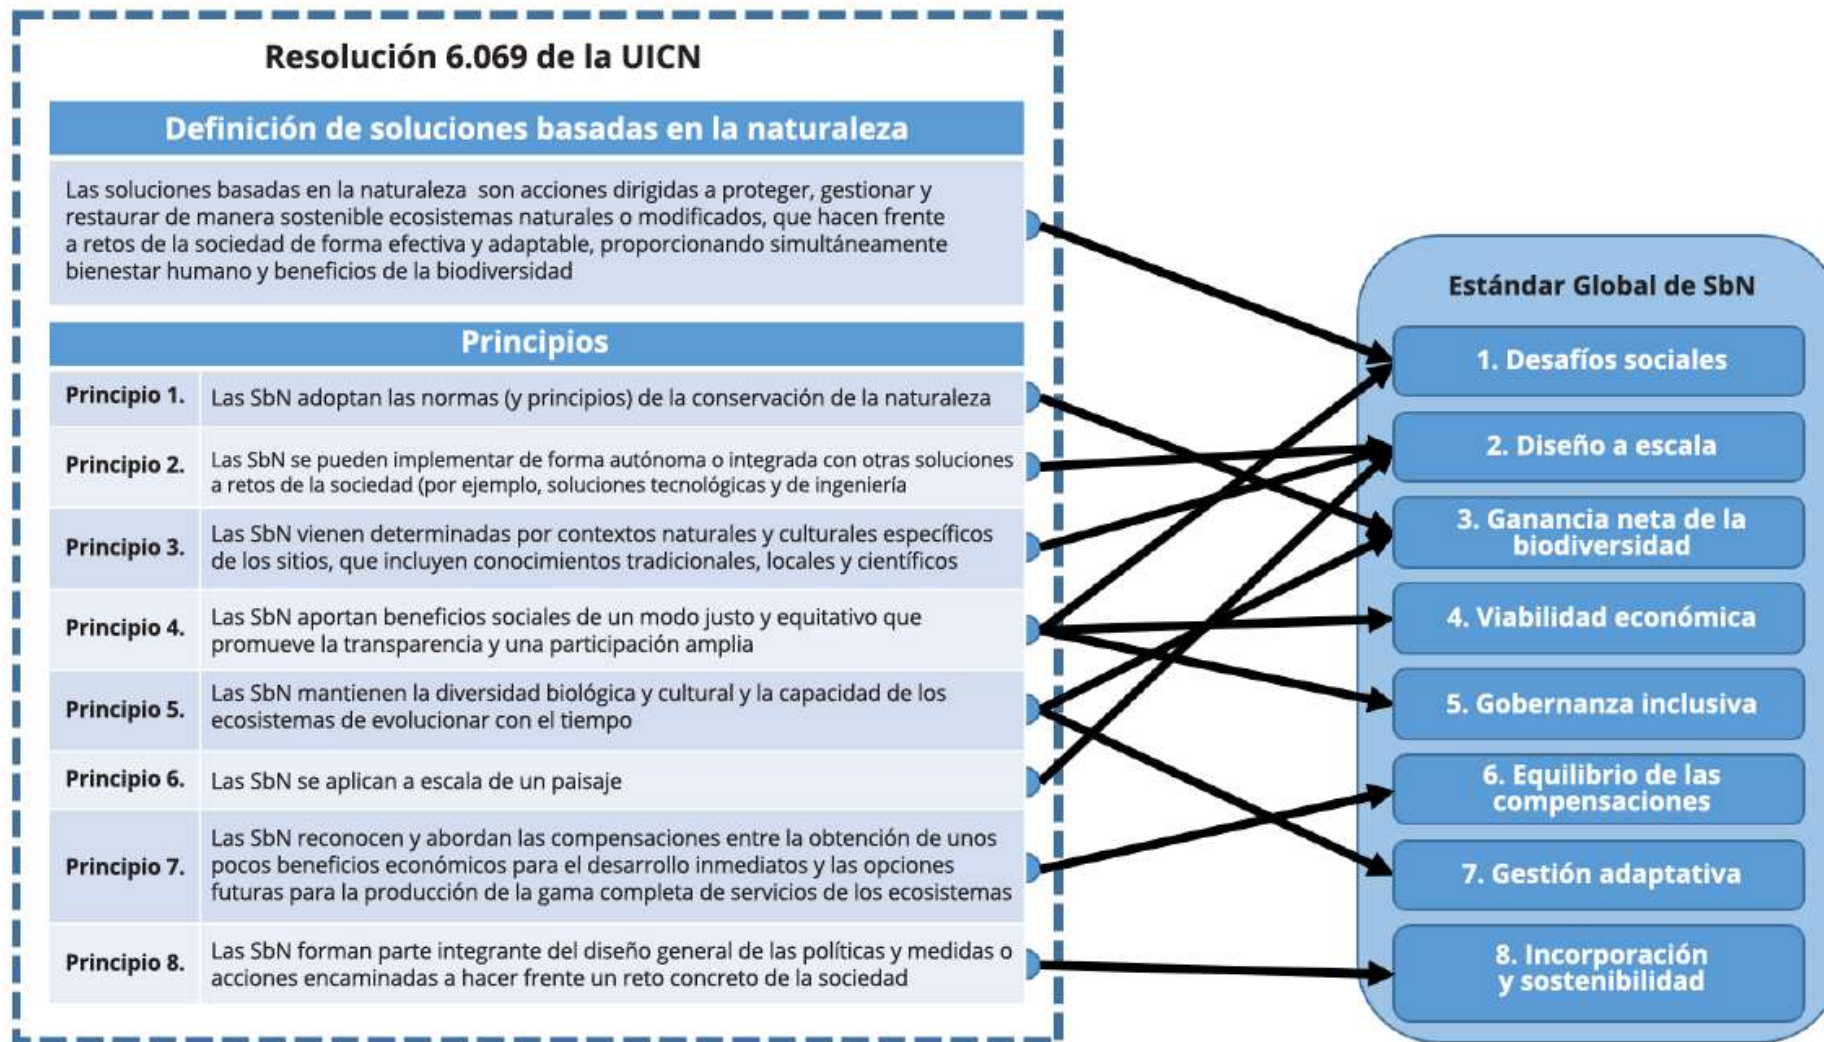 Resolución 6.069 de la UICN
Definición de soluciones basadas en la naturaleza
Las soluciones basadas en la naturaleza son acciones dirigidas a proteger, gestionar y
restaurar de manera sostenible ecosistemas naturales o modificados, que hacen frente
a retos de la sociedad de forma efectiva y adaptable, proporcionando simultáneamente
bienestar humano y beneficios de la biodiversidad
Principios
Principio 1.
Las SbN adoptan las normas (y principios) de la conservación de la naturaleza
Principio 2.
Las SbN se pueden implementar de forma autónoma o integrada con otras soluciones
a retos de la sociedad (por ejemplo, soluciones tecnológicas y de ingeniería
Principio 3.
Las SbN vienen determinadas por contextos naturales y culturales específicos
de los sitios, que incluyen conocimientos tradicionales, locales y científicos
Principio 4.
Las SbN aportan beneficios sociales de un modo justo y equitativo que
promueve la transparencia y una participación amplia
Principio 5.
Las SbN mantienen la diversidad biológica y cultural y la capacidad de los
ecosistemas de evolucionar con el tiempo
Principio 6.
Las SbN se aplican a escala de un paisaje
Principio 7.
Las SbN reconocen y abordan las compensaciones entre la obtención de unos
pocos beneficios económicos para el desarrollo inmediatos y las opciones
futuras para la producción de la gama completa de servicios de los ecosistemas
Principio 8.
Las SbN forman parte integrante del diseño general de las políticas y medidas o
acciones encaminadas a hacer frente un reto concreto de la sociedad
Estándar Global de SbN
1. Desafíos sociales
2. Diseño a escala
3. Ganancia neta de la
biodiversidad
4. Viabilidad económica
5. Gobernanza inclusiva
6. Equilibrio de las
compensaciones
7. Gestión adaptativa
8. Incorporación
y sostenibilidad